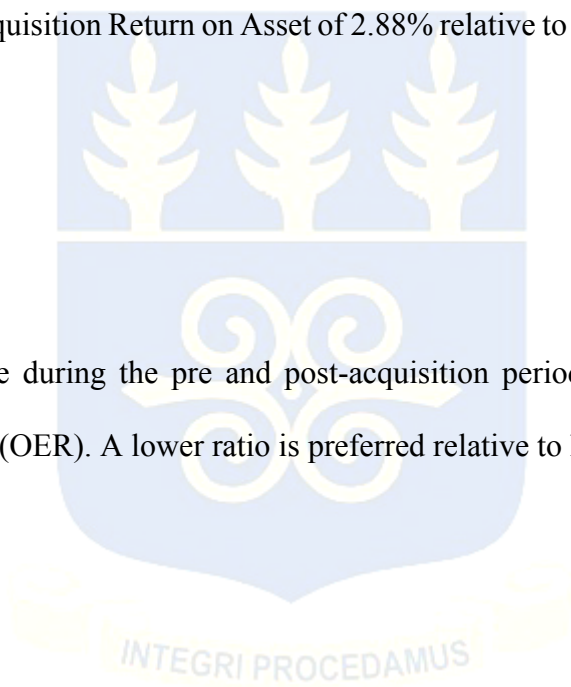 quisition Return on Asset of 2.88% relative to
e during the pre and post-acquisition perio
(OER). A lower ratio is preferred relative to
INTEGRI PROCEDAMUS